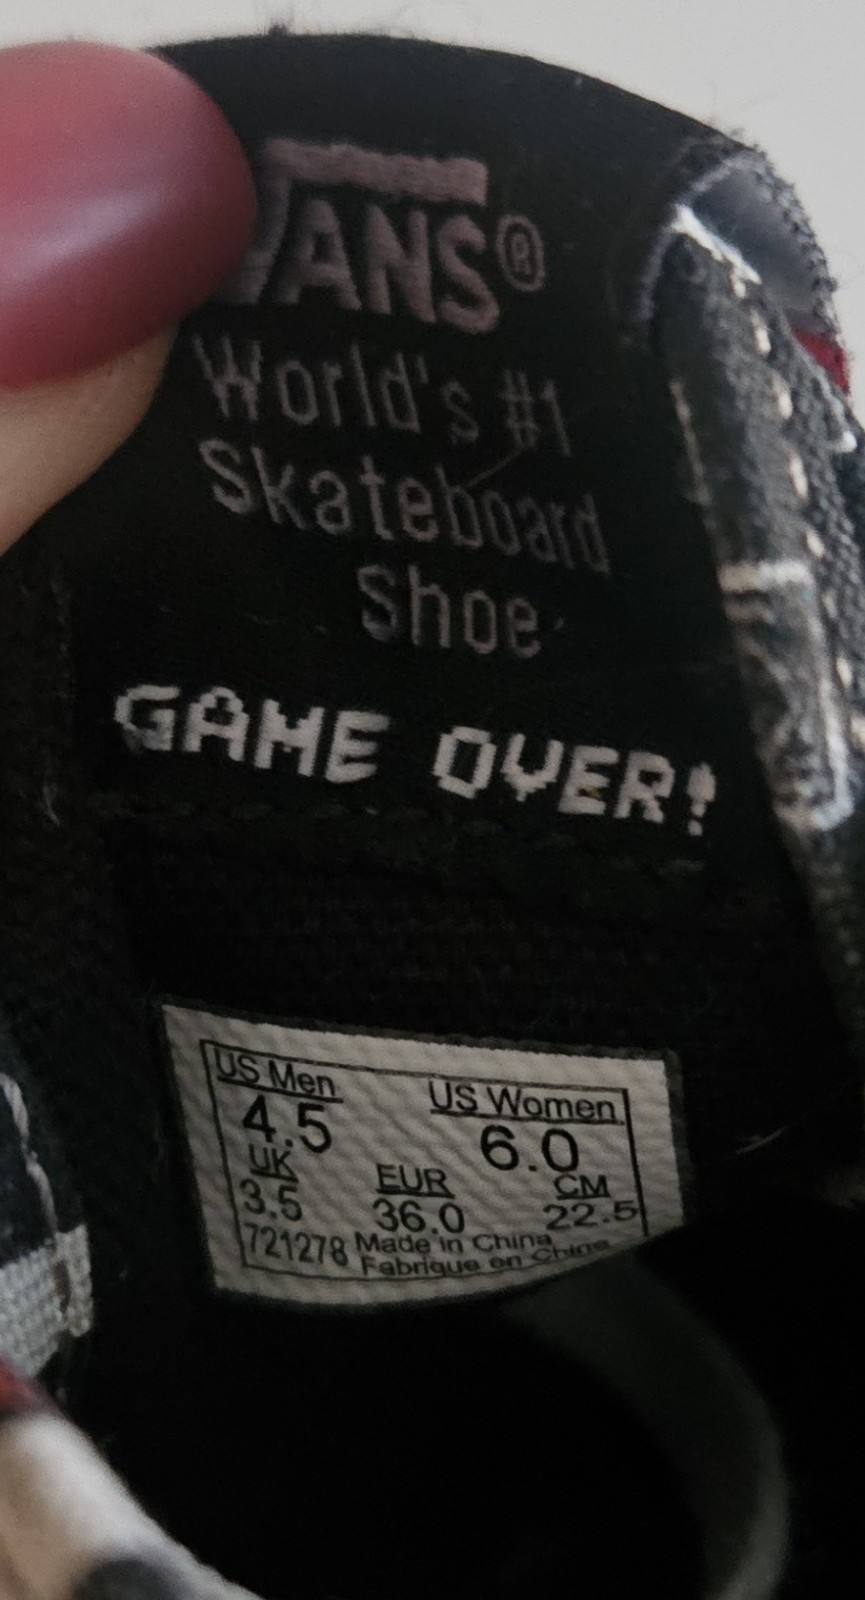 VANS®
World's #1
Skateboard
Shoe
GAME OVER!
US Men US Women
4.5 6.0
UK EUR CM
3.5 36.0 22.5
721278 Made in China
Fabrique en Chine